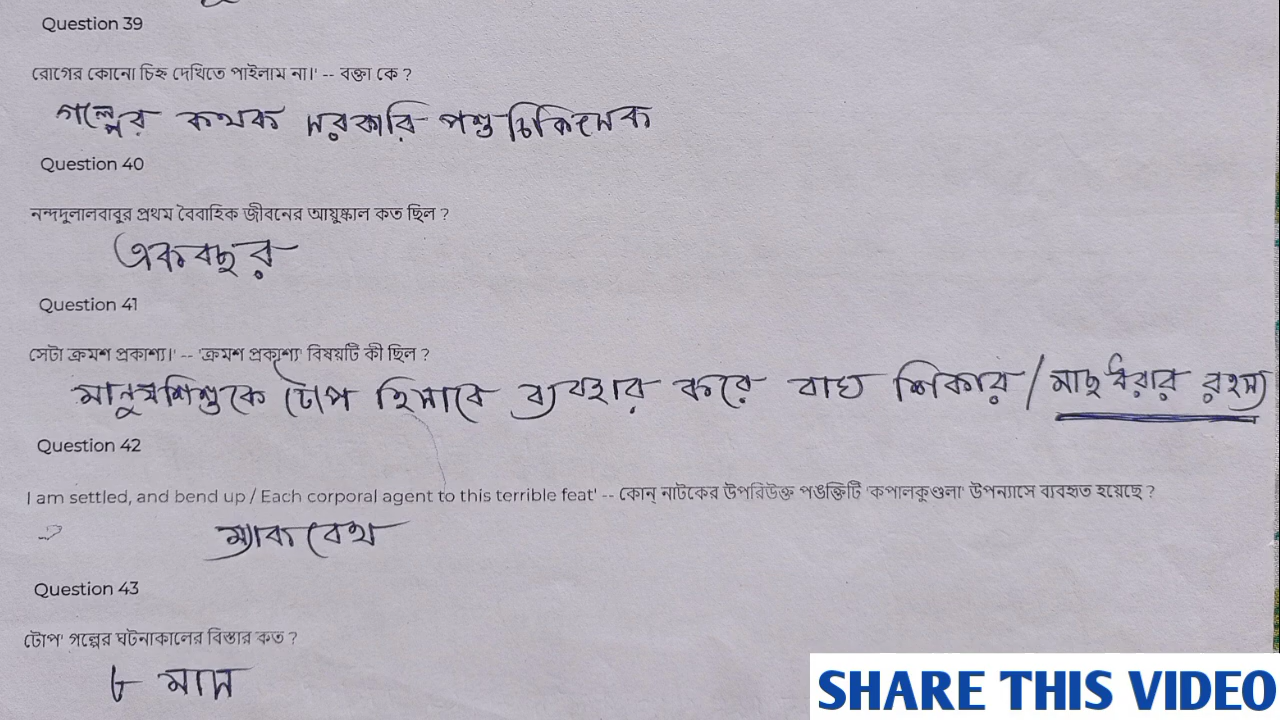 Question 39
রোগের কোনো চিহ্ন দেখিতে পাইলাম না।' -- বক্তা কে ?
গল্পের কথক সরকারি পশু চিকিৎসক
Question 40
নন্দদুলালবাবুর প্রথম বৈবাহিক জীবনের আয়ুষ্কাল কত ছিল ?
একবছর
Question 41
সেটা ক্রমশ প্রকাশ্য।' -- 'ক্রমশ প্রকাশ্য' বিষয়টি কী ছিল ?
মানুষশিশুকে টোপ হিসাবে ব্যবহার করে বাঘ শিকার / মাছ ধরার রহস্য
Question 42
I am settled, and bend up / Each corporal agent to this terrible feat' -- কোন্ নাটকের উপরিউক্ত পঙক্তিটি 'কপালকুণ্ডলা' উপন্যাসে ব্যবহৃত হয়েছে ?
ম্যাকবেথ
Question 43
টোপ' গল্পের ঘটনাকালের বিস্তার কত ?
৮ মাস
SHARE THIS VIDEO